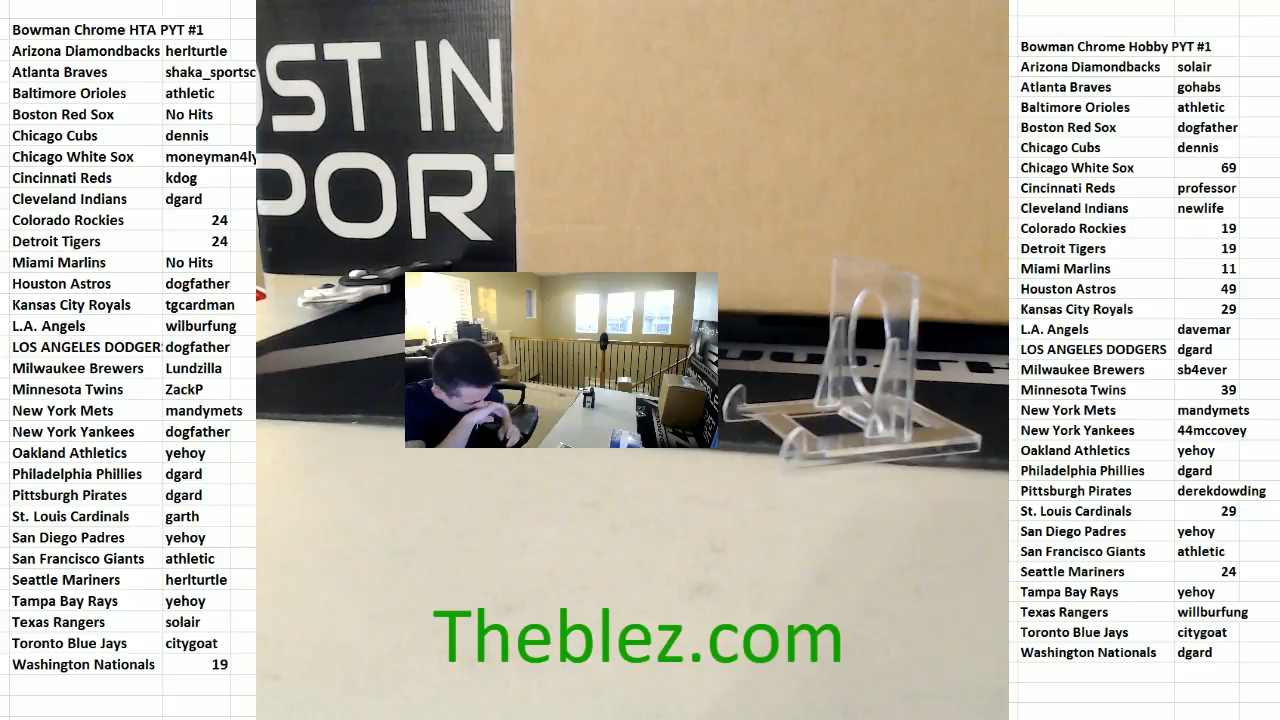 Bowman Chrome HTA PYT #1
Arizona Diamondbacks herlturtle
Atlanta Braves shaka_sportsc
Baltimore Orioles athletic
Boston Red Sox No Hits
Chicago Cubs dennis
Chicago White Sox moneyman4ly
Cincinnati Reds kdog
Cleveland Indians dgard
Colorado Rockies 24
Detroit Tigers 24
Miami Marlins No Hits
Houston Astros dogfather
Kansas City Royals tgcardman
L.A. Angels wilburfung
LOS ANGELES DODGER dogfather
Milwaukee Brewers Lundzilla
Minnesota Twins ZackP
New York Mets mandymets
New York Yankees dogfather
Oakland Athletics yehoy
Philadelphia Phillies dgard
Pittsburgh Pirates dgard
St. Louis Cardinals garth
San Diego Padres yehoy
San Francisco Giants athletic
Seattle Mariners herlturtle
Tampa Bay Rays yehoy
Texas Rangers solair
Toronto Blue Jays citygoat
Washington Nationals 19
OST IN
PORT
Theblez.com
Bowman Chrome Hobby PYT #1
Arizona Diamondbacks solair
Atlanta Braves gohabs
Baltimore Orioles athletic
Boston Red Sox dogfather
Chicago Cubs dennis
Chicago White Sox 69
Cincinnati Reds professor
Cleveland Indians newlife
Colorado Rockies 19
Detroit Tigers 19
Miami Marlins 11
Houston Astros 49
Kansas City Royals 29
L.A. Angels davemar
LOS ANGELES DODGERS dgard
Milwaukee Brewers sb4ever
Minnesota Twins 39
New York Mets mandymets
New York Yankees 44mccovey
Oakland Athletics yehoy
Philadelphia Phillies dgard
Pittsburgh Pirates derekdowding
St. Louis Cardinals 29
San Diego Padres yehoy
San Francisco Giants athletic
Seattle Mariners 24
Tampa Bay Rays yehoy
Texas Rangers willburfung
Toronto Blue Jays citygoat
Washington Nationals dgard